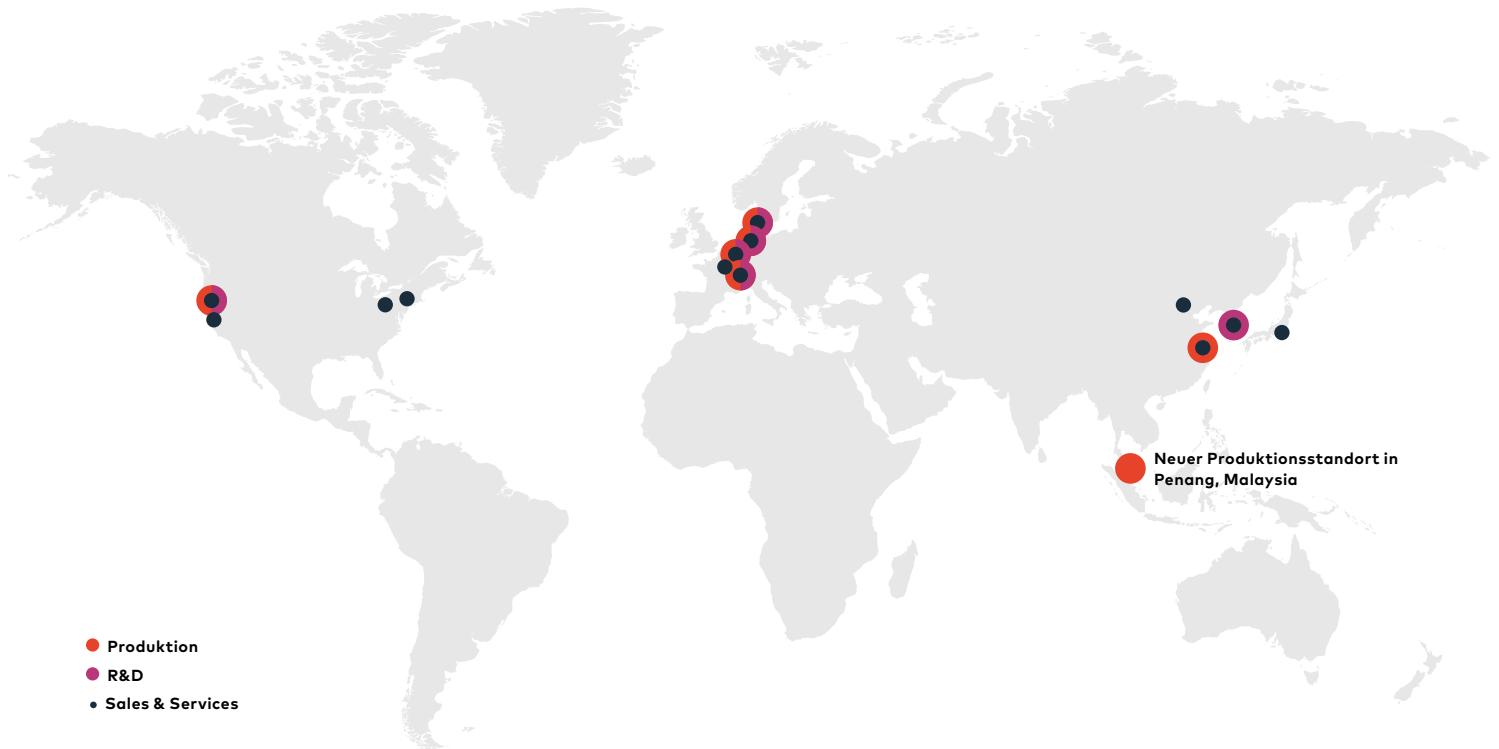 Neuer Produktionsstandort in
Penang, Malaysia
Produktion
R&D
Sales & Services